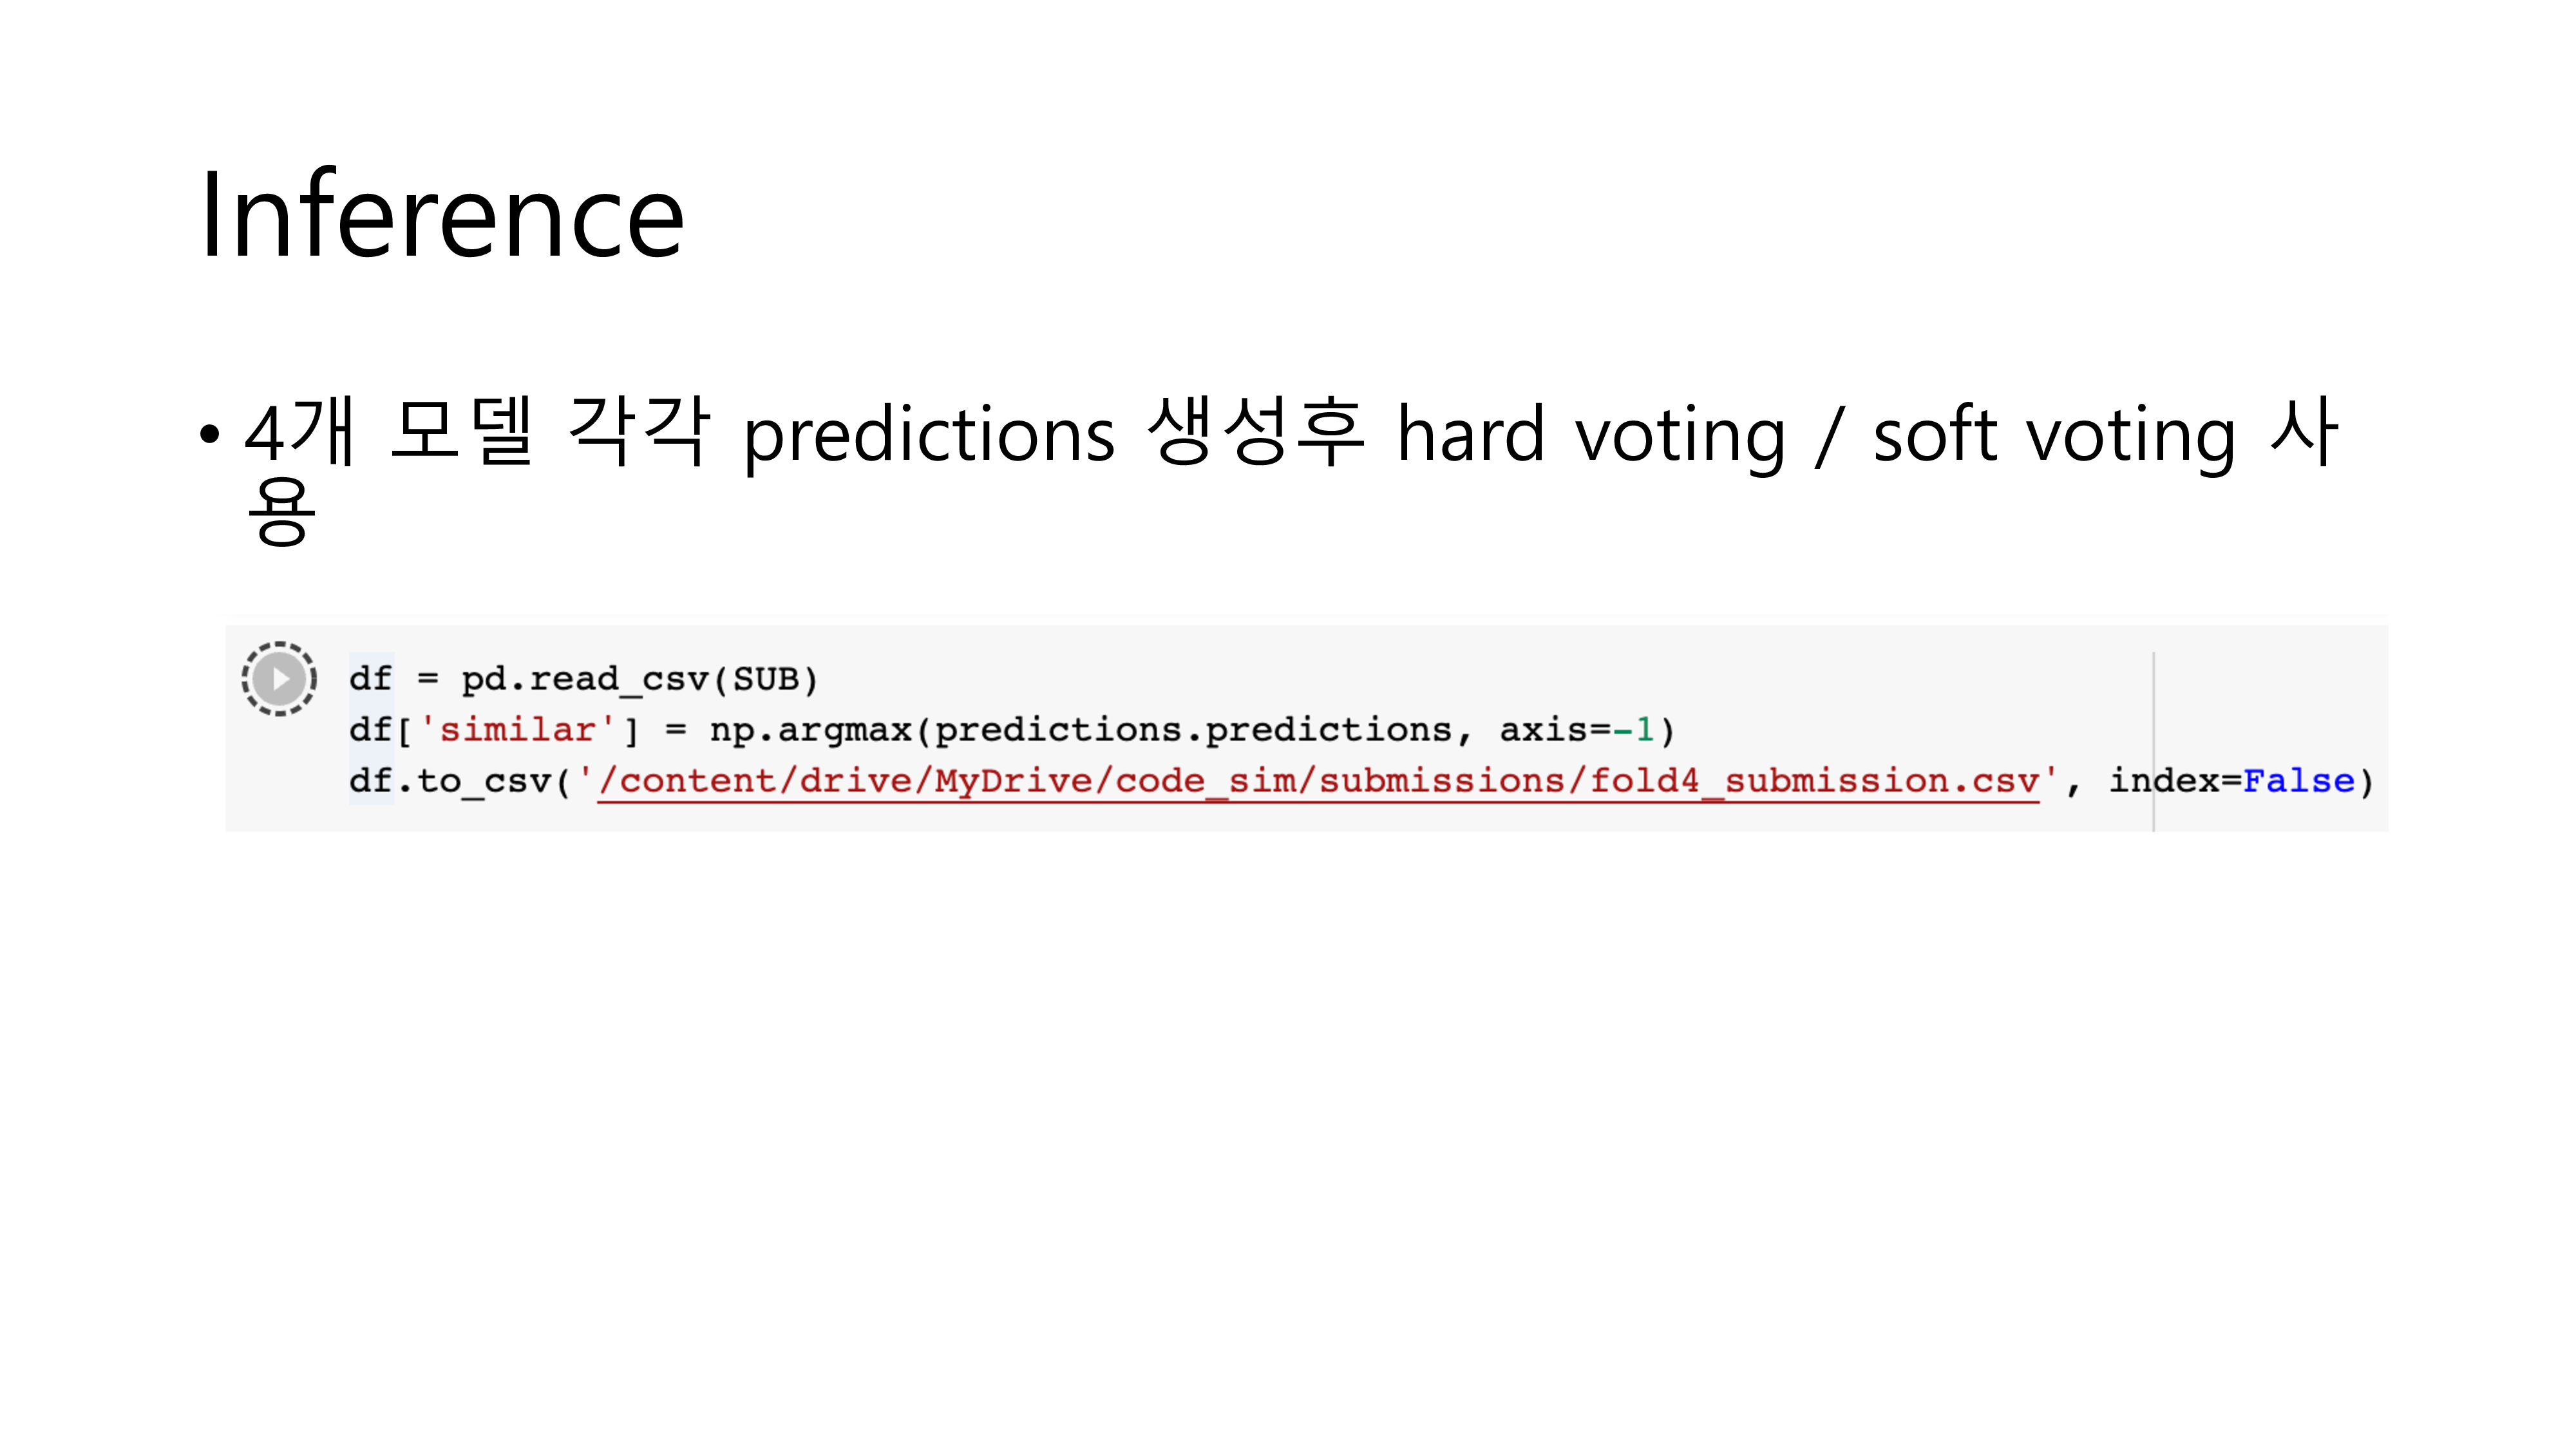 Inference
• 4개 모델 각각 predictions 생성후 hard voting / soft voting 사
용
df = pd.read_csv(SUB)
df['similar'] = np.argmax(predictions.predictions, axis=-1)
df.to_csv('/content/drive/MyDrive/code_sim/submissions/fold4_submission.csv', index=False)